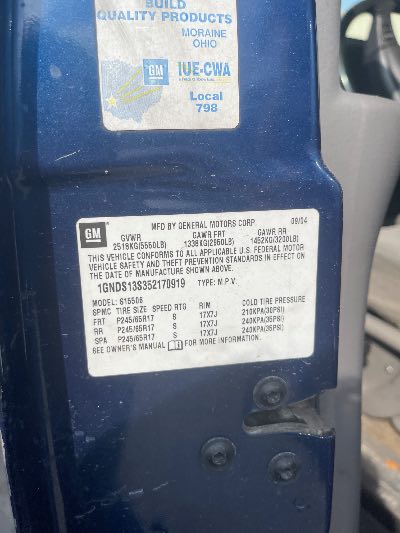 BUILD
QUALITY PRODUCTS
MORAINE
OHIO
GM IUE-CWA
Local
798
GM MFD BY GENERAL MOTORS CORP 09/04
GVWR GAWR FRT GAWR RR
2518KG(5550LB) 1338KG(2950LB) 1452KG(3200LB)
THIS VEHICLE CONFORMS TO ALL APPLICABLE U.S. FEDERAL MOTOR
VEHICLE SAFETY AND THEFT PREVENTION STANDARDS IN EFFECT ON
THE DATE OF MANUFACTURE SHOWN ABOVE.
1GNDS13S352170919 TYPE: M.P.V.
MODEL: S15506
SPMC TIRE SIZE SPEED RTG RIM COLD TIRE PRESSURE
FRT P245/65R17 S 17X7J 210KPA(30PSI)
RR P245/65R17 S 17X7J 240KPA(35PSI)
SPA P245/65R17 S 17X7J 240KPA(35PSI)
SEE OWNER'S MANUAL FOR MORE INFORMATION.